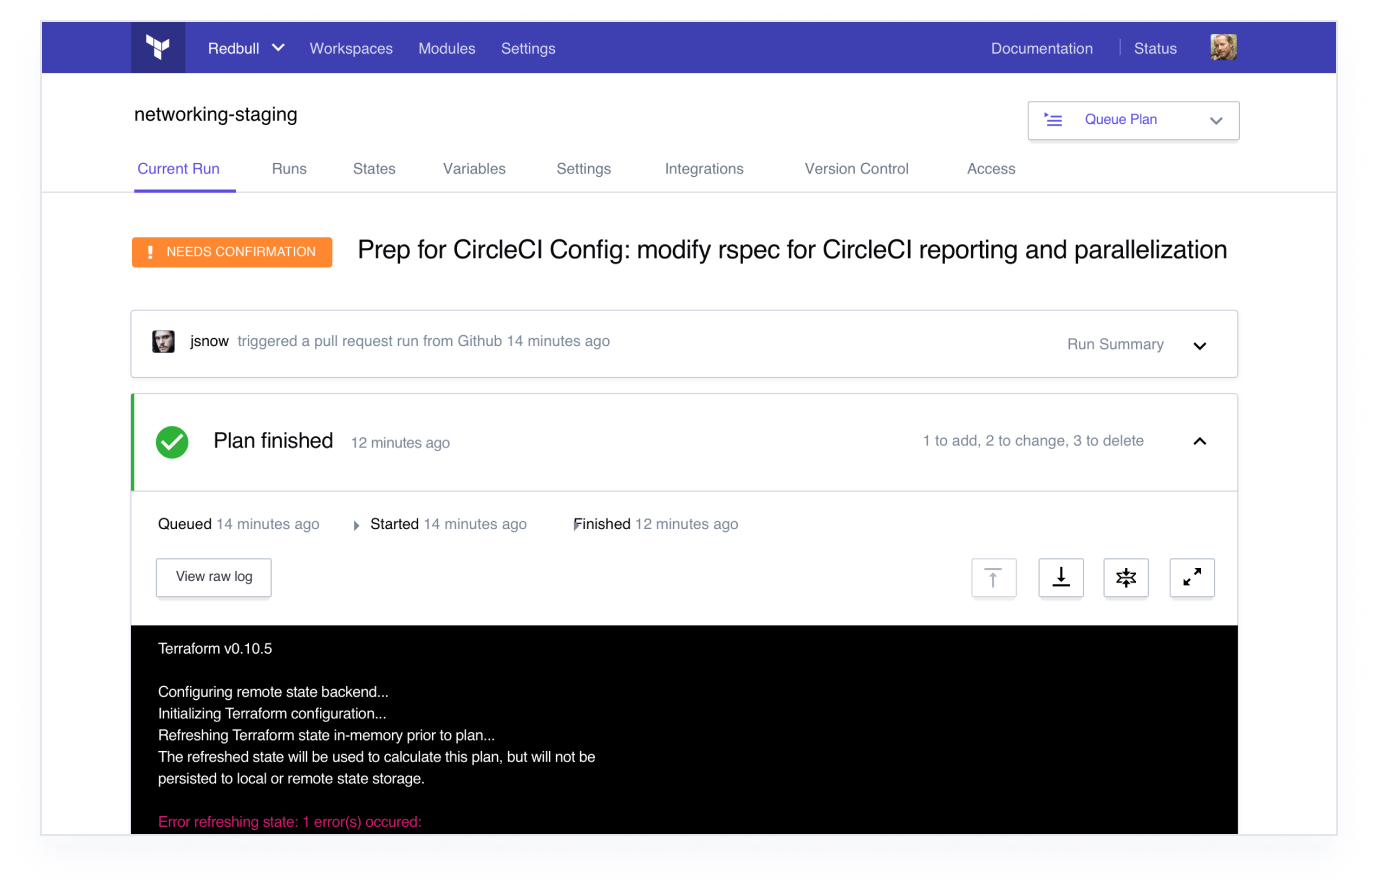 Redbull Workspaces Modules Settings Documentation Status
networking-staging
Queue Plan
Current Run Runs States Variables Settings Integrations Version Control Access
NEEDS CONFIRMATION Prep for CircleCI Config: modify rspec for CircleCI reporting and parallelization
jsnow triggered a pull request run from Github 14 minutes ago Run Summary
Plan finished 12 minutes ago 1 to add, 2 to change, 3 to delete
Queued 14 minutes ago Started 14 minutes ago Finished 12 minutes ago
View raw log
Terraform v0.10.5
Configuring remote state backend...
Initializing Terraform configuration...
Refreshing Terraform state in-memory prior to plan...
The refreshed state will be used to calculate this plan, but will not be
persisted to local or remote state storage.
Error refreshing state: 1 error(s) occured: